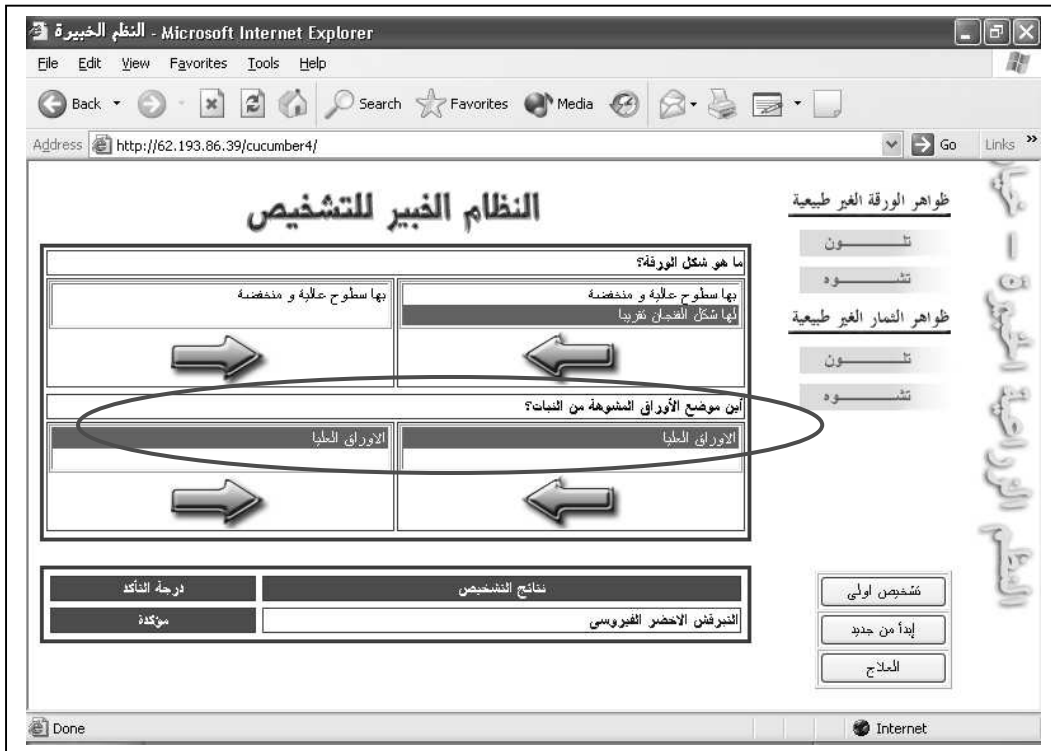 النظم الخبيرة - Microsoft Internet Explorer
File Edit View Favorites Tools Help
Back Search Favorites Media
Address http://62.193.86.39/cucumber4/ Go Links »
النظام الخبير للتشخيص
ما هو شكل الورقة؟
بها سطوح عالية و منخفضة
لها شكل الفنجان تقريبا
بها سطوح عالية و منخفضة
أين موضع الأوراق المشوهة من النبات؟
الاوراق العليا
الاوراق العليا
نتائج التشخيص
درجة التأكد
التبرقش الاخضر الفيروسى
مؤكدة
ظواهر الورقة الغير طبيعية
تلـــــــون
تشـــــــوه
ظواهر الثمار الغير طبيعية
تلـــــــون
تشـــــــوه
تشخيص اولى
إبدأ من جديد
العلاج
Done Internet